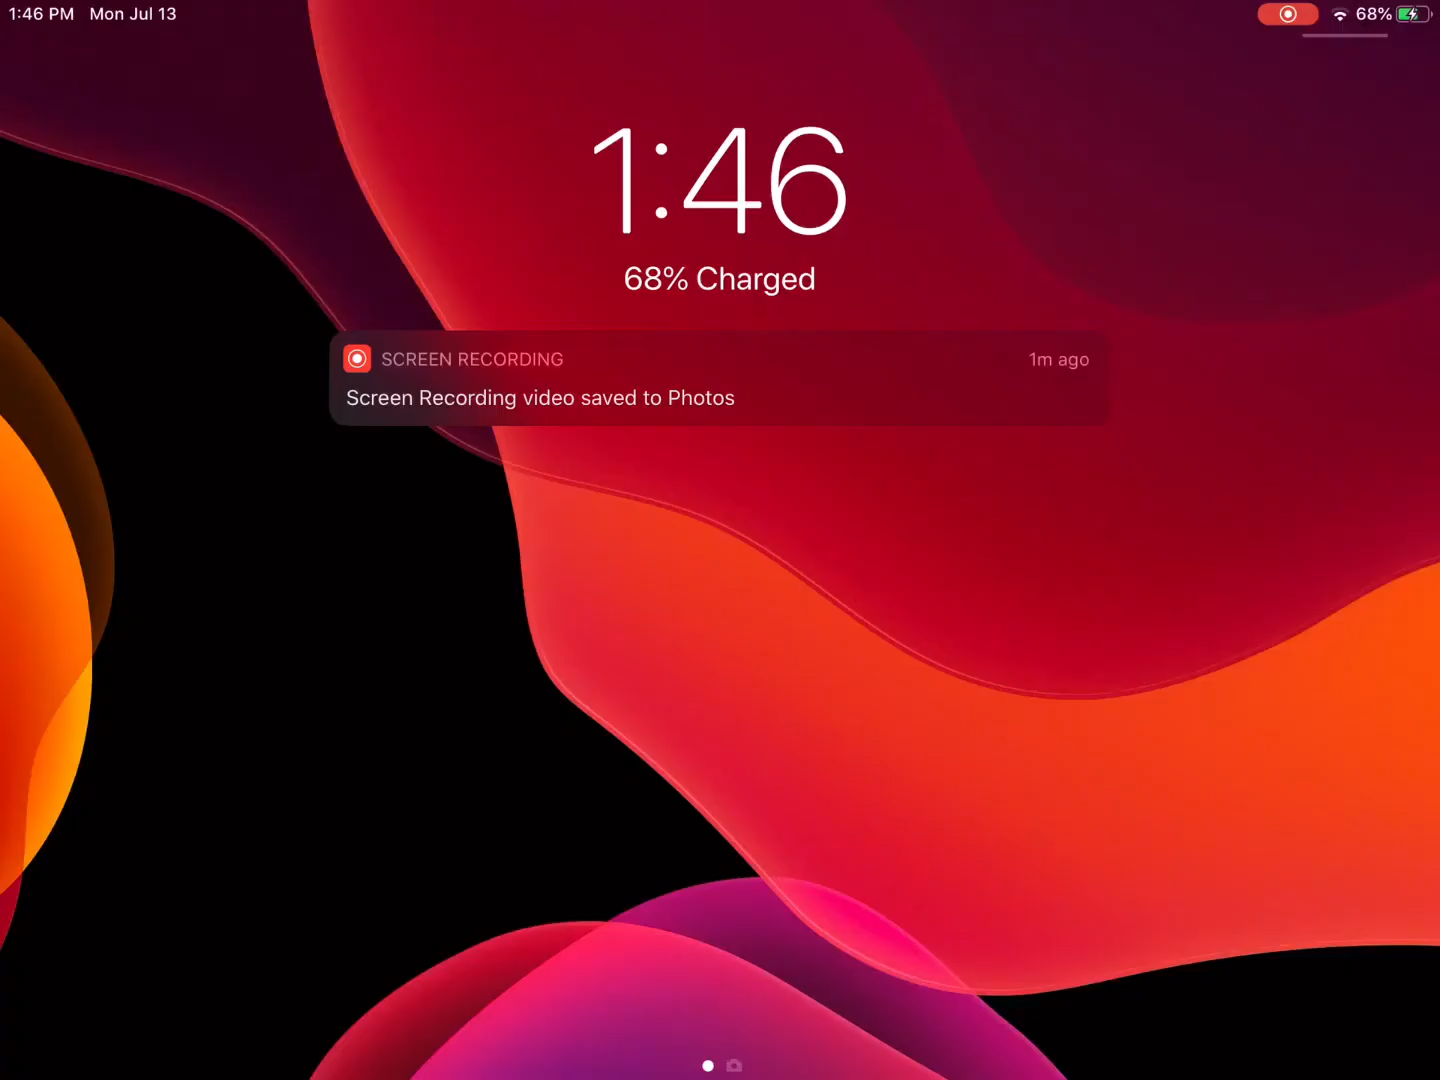 1:46 PM Mon Jul 13
68%
1:46
68% Charged
SCREEN RECORDING 1m ago
Screen Recording video saved to Photos